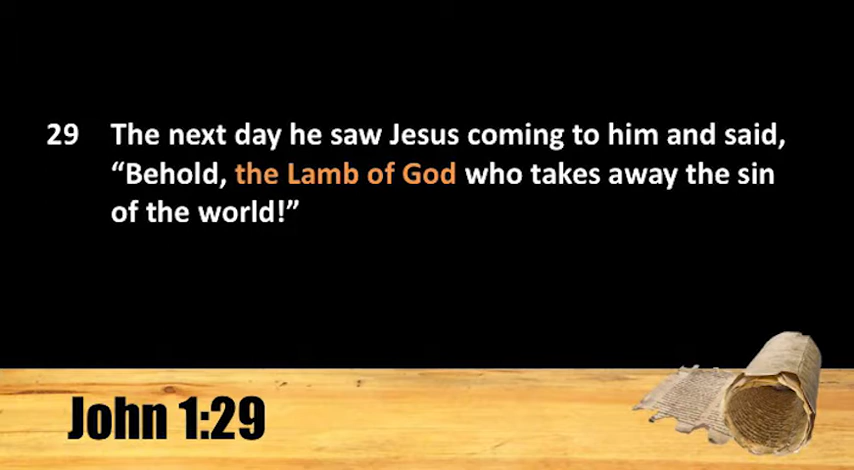 29 The next day he saw Jesus coming to him and said,
“Behold, the Lamb of God who takes away the sin
of the world!”
John 1:29